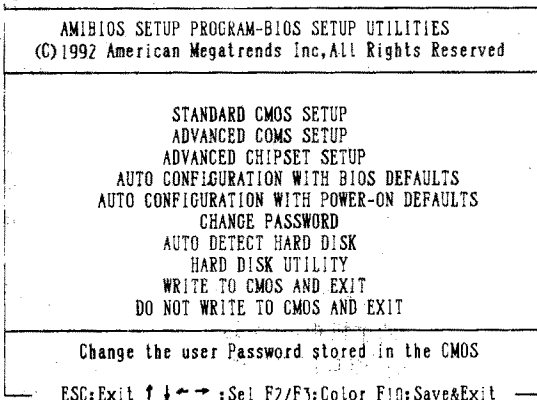 AMIBIOS SETUP PROGRAM-BIOS SETUP UTILITIES
(C)1992 American Megatrends Inc,All Rights Reserved
STANDARD CMOS SETUP
ADVANCED COMS SETUP
ADVANCED CHIPSET SETUP
AUTO CONFIGURATION WITH BIOS DEFAULTS
AUTO CONFIGURATION WITH POWER-ON DEFAULTS
CHANGE PASSWORD
AUTO DETECT HARD DISK
HARD DISK UTILITY
WRITE TO CMOS AND EXIT
DO NOT WRITE TO CMOS AND EXIT
Change the user Password stored in the CMOS
ESC:Exit ↑ ↓ ← → :Sel F2/F3:Color F10:Save&Exit